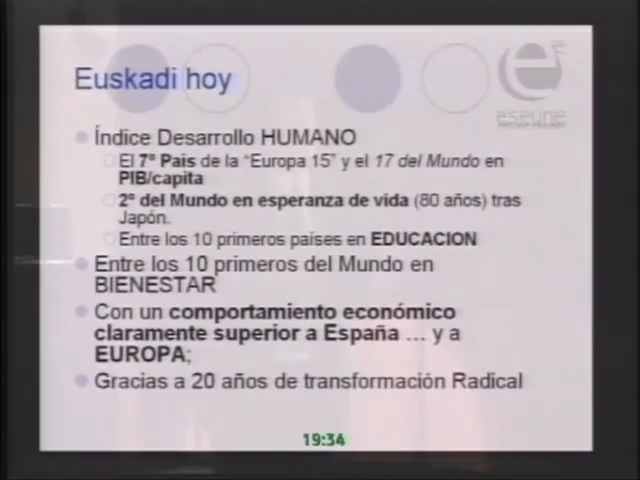 Euskadi hoy
eseune
Índice Desarrollo HUMANO
El 7º Pais de la "Europa 15" y el 17 del Mundo en
PIB/capita
2º del Mundo en esperanza de vida (80 años) tras
Japón.
Entre los 10 primeros países en EDUCACION
Entre los 10 primeros del Mundo en
BIENESTAR
Con un comportamiento económico
claramente superior a España ... y a
EUROPA;
Gracias a 20 años de transformación Radical
19:34